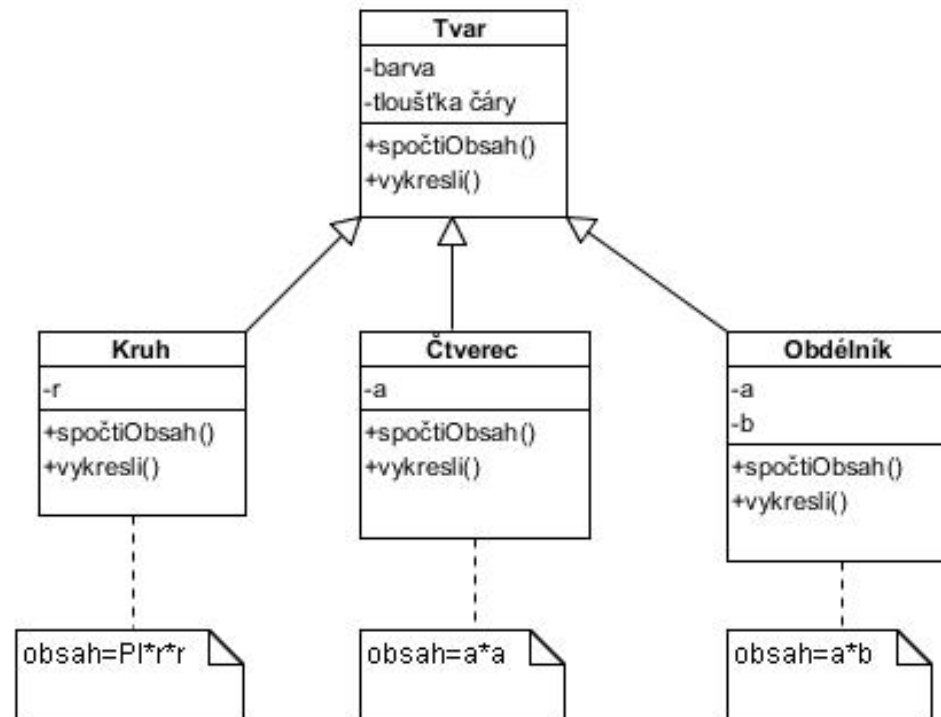 Tvar
-barva
-tloušťka čáry
+spočtiObsah()
+vykresli()
Kruh
-r
+spočtiObsah()
+vykresli()
Čtverec
-a
+spočtiObsah()
+vykresli()
Obdélník
-a
-b
+spočtiObsah()
+vykresli()
obsah=PI*r*r
obsah=a*a
obsah=a*b